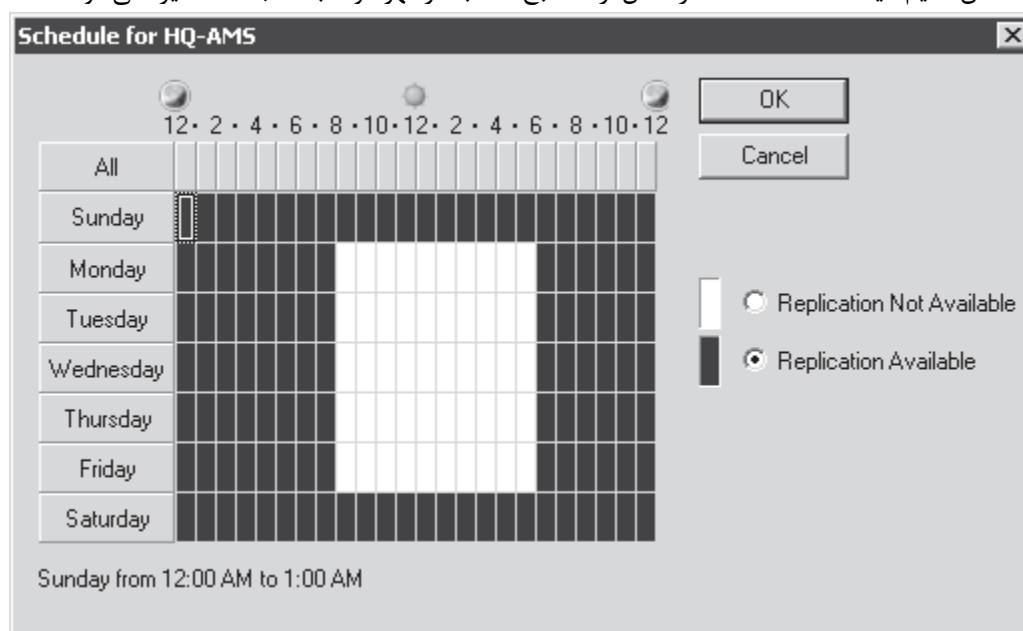 Schedule for HQ-AMS
OK
12 · 2 · 4 · 6 · 8 · 10 · 12 · 2 · 4 · 6 · 8 · 10 · 12
Cancel
All
Sunday
Monday
Tuesday
Wednesday
Thursday
Friday
Saturday
Replication Not Available
Replication Available
Sunday from 12:00 AM to 1:00 AM